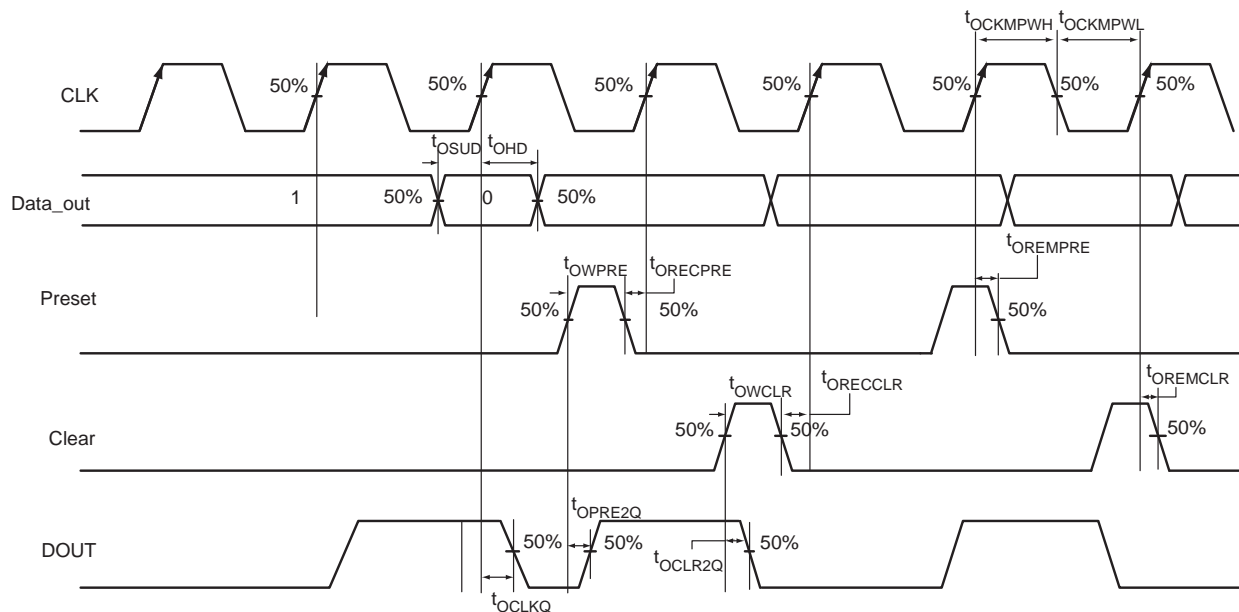 tOCKMPWH tOCKMPWL
CLK
50% 50% 50% 50% 50% 50% 50%
tOSUD tOHD
Data_out
1 50% 0 50%
tOREMPRE
tOWPRE tORECPRE
Preset
50% 50% 50%
tOWCLR tORECCLR tOREMCLR
Clear
50% 50% 50%
tOPRE2Q
DOUT
50% 50% 50%
tOCLR2Q
tOCLKQ